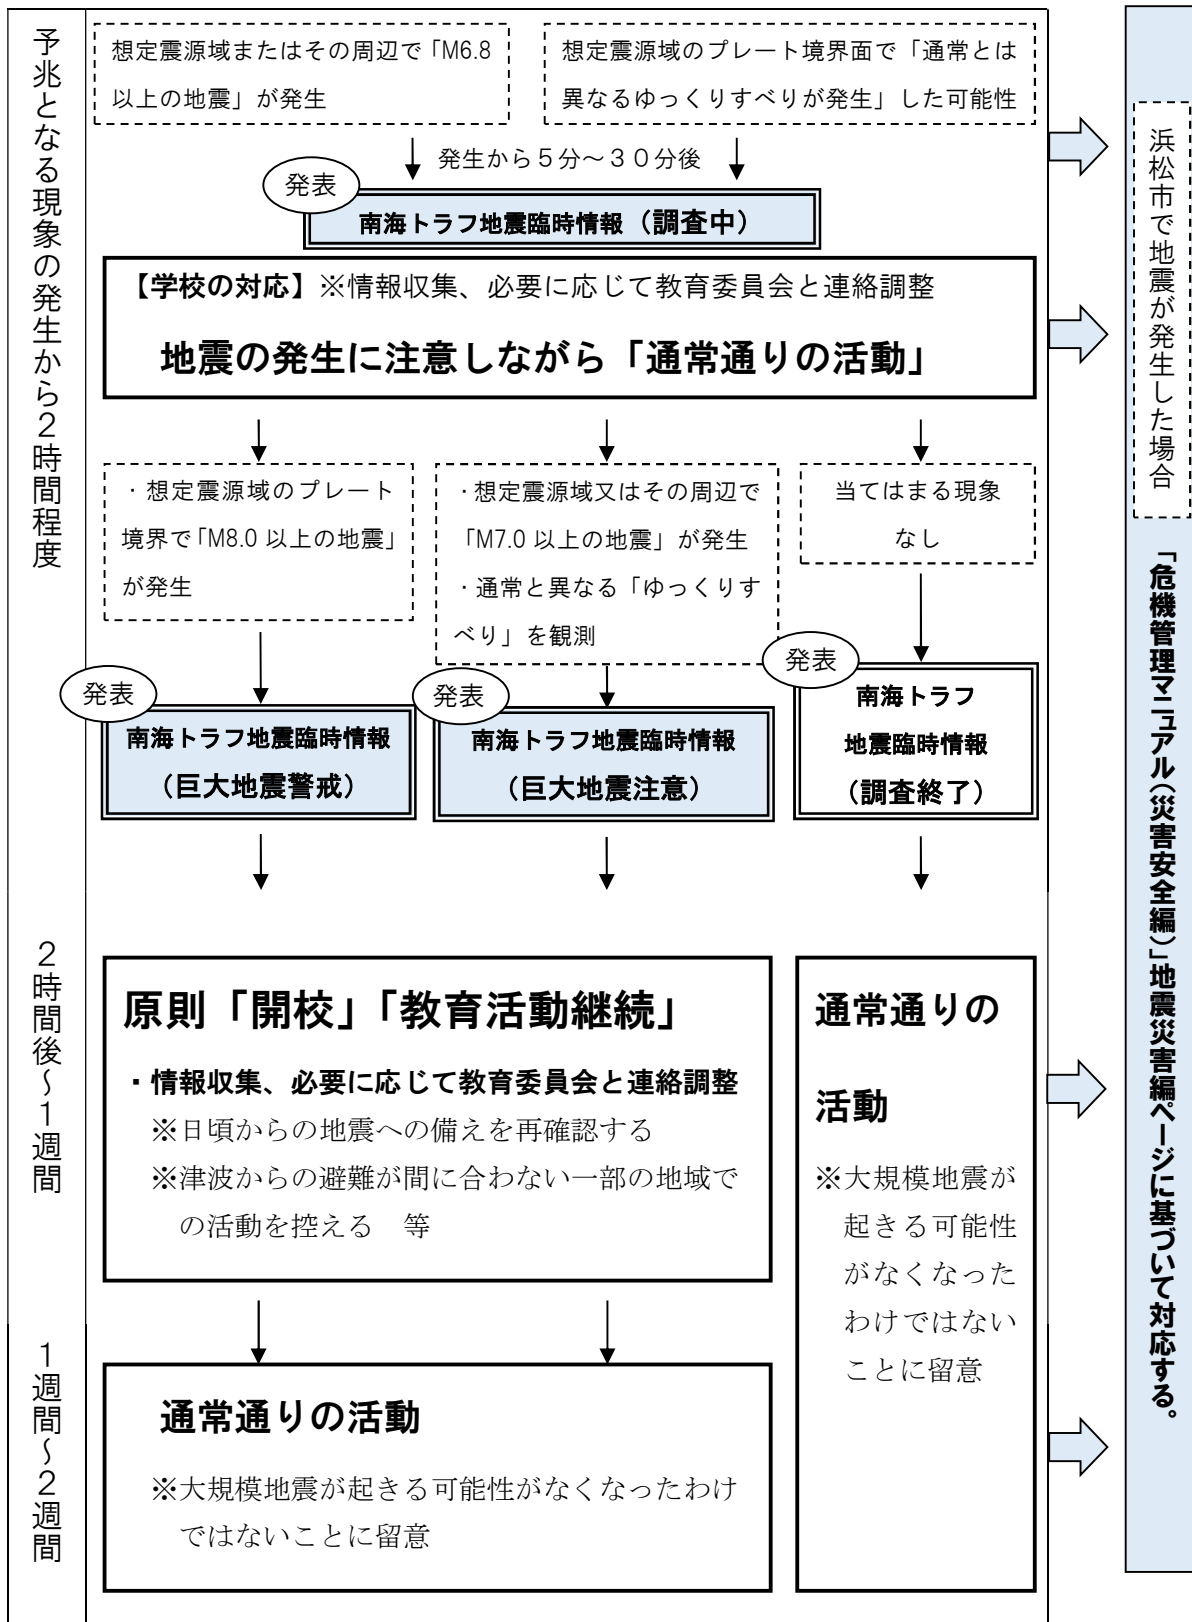 予兆となる現象の発生から２時間程度
想定震源域またはその周辺で「M6.8
以上の地震」が発生
想定震源域のプレート境界面で「通常とは
異なるゆっくりすべりが発生」した可能性
発生から５分～３０分後
発表
南海トラフ地震臨時情報（調査中）
【学校の対応】※情報収集、必要に応じて教育委員会と連絡調整
地震の発生に注意しながら「通常通りの活動」
・想定震源域のプレート
境界で「M8.0 以上の地震」
が発生
・想定震源域又はその周辺で
「M7.0 以上の地震」が発生
・通常と異なる「ゆっくりす
べり」を観測
当てはまる現象
なし
発表
南海トラフ地震臨時情報
（巨大地震警戒）
発表
南海トラフ地震臨時情報
（巨大地震注意）
発表
南海トラフ
地震臨時情報
（調査終了）
２時間後～１週間
原則「開校」「教育活動継続」
・情報収集、必要に応じて教育委員会と連絡調整
※日頃からの地震への備えを再確認する
※津波からの避難が間に合わない一部の地域で
の活動を控える　等
通常通りの
活動
※大規模地震が
起きる可能性
がなくなった
わけではない
ことに留意
１週間～２週間
通常通りの活動
※大規模地震が起きる可能性がなくなったわけ
ではないことに留意
浜松市で地震が発生した場合
「危機管理マニュアル（災害安全編）」地震災害編ページに基づいて対応する。